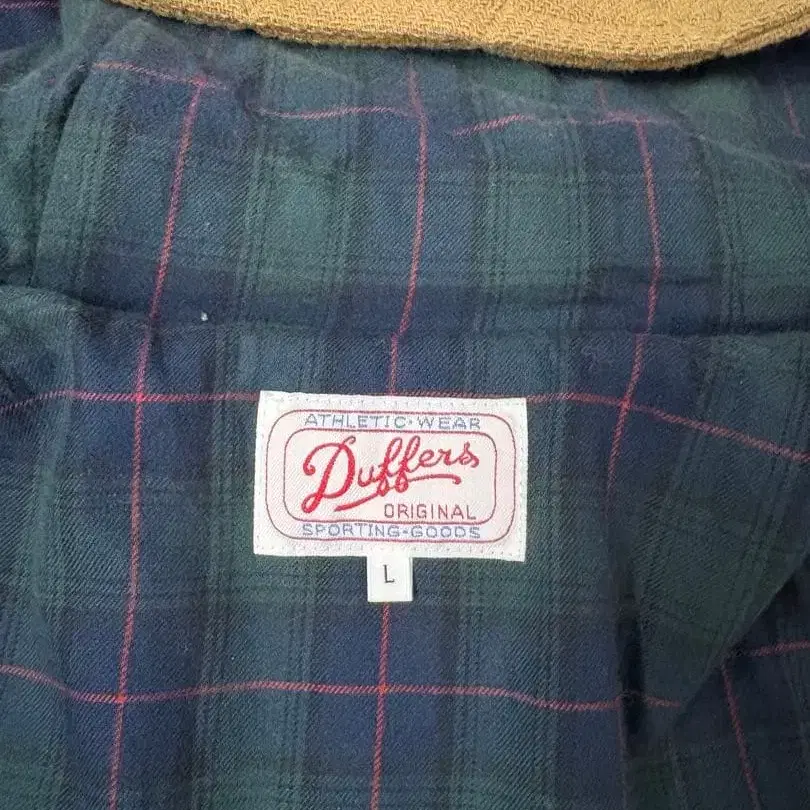 ATHLETIC·WEAR
Duffers
ORIGINAL
SPORTING-GOODS
L